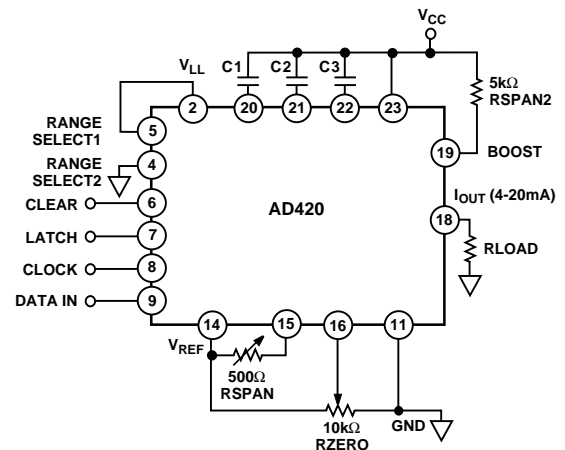 VCC
C1 C2 C3
VLL
2 20 21 22 23
5kΩ
RSPAN2
RANGE
SELECT1
5
19 BOOST
RANGE
SELECT2
4
IOUT (4-20mA)
CLEAR 6
AD420
18
LATCH 7
RLOAD
CLOCK 8
DATA IN 9
14 15 16 11
VREF
500Ω
RSPAN
10kΩ
RZERO
GND